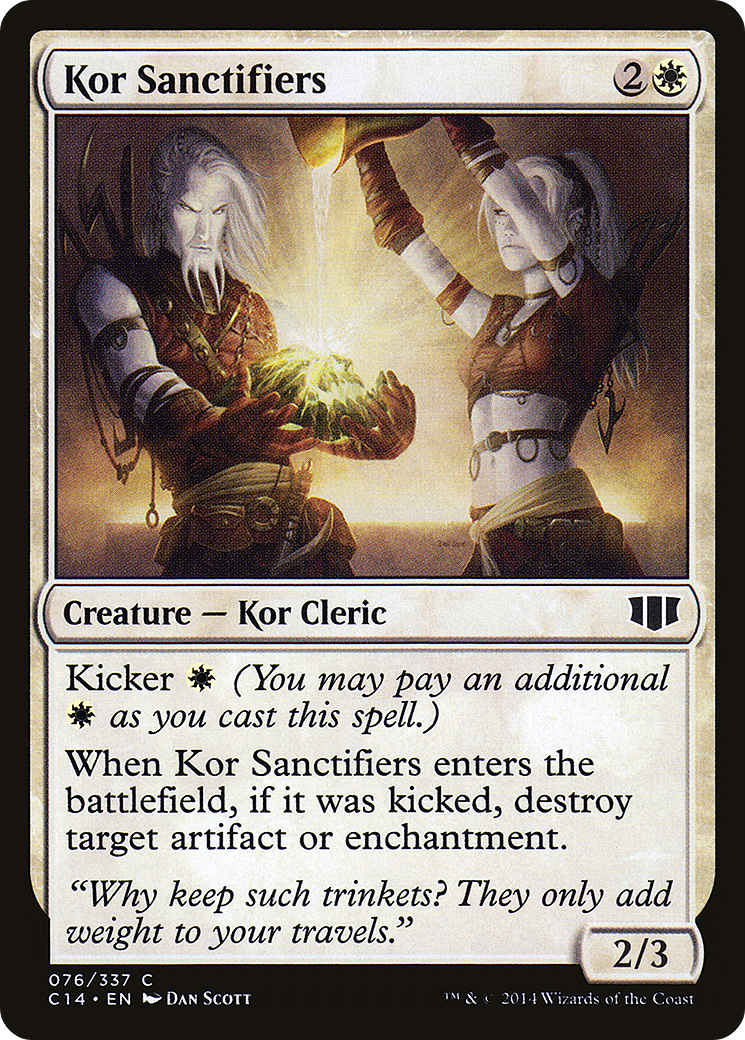 Kor Sanctifiers 2
Creature — Kor Cleric
Kicker (You may pay an additional
as you cast this spell.)
When Kor Sanctifiers enters the
battlefield, if it was kicked, destroy
target artifact or enchantment.
“Why keep such trinkets? They only add
weight to your travels.”
2/3
076/337 C
C14 • EN Dan Scott
™ & © 2014 Wizards of the Coast